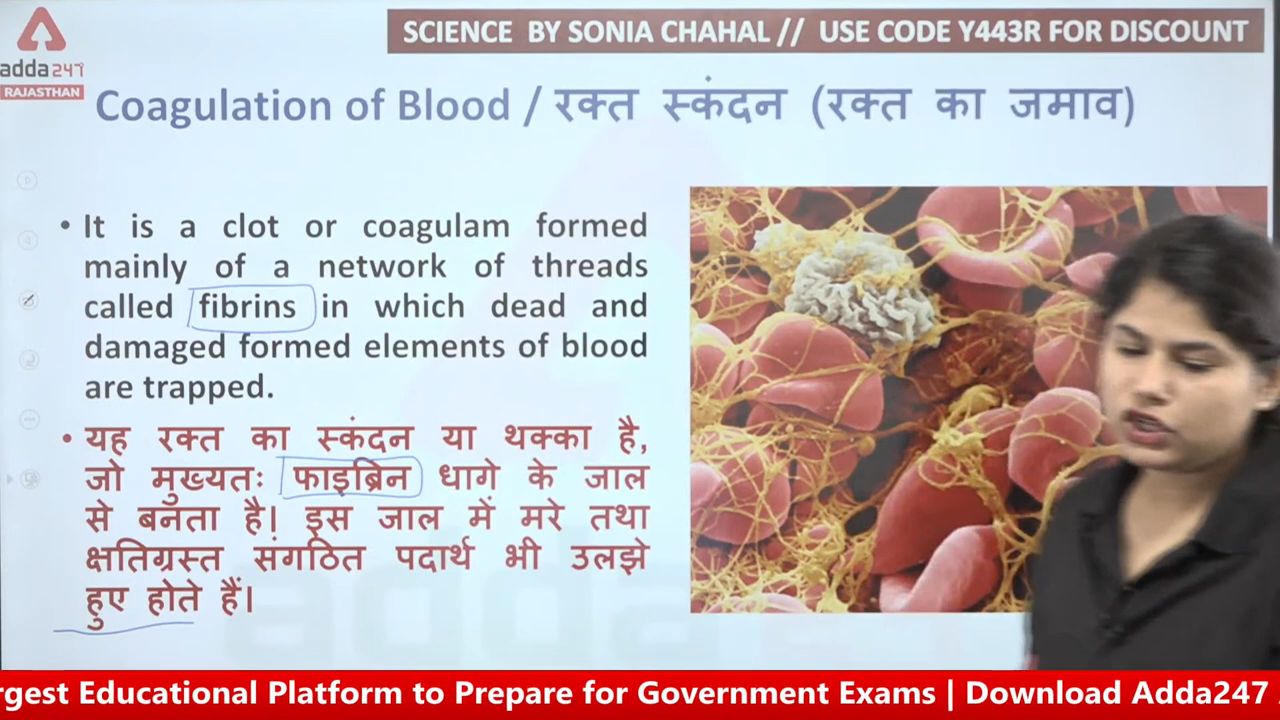 SCIENCE BY SONIA CHAHAL // USE CODE Y443R FOR DISCOUNT
adda247
RAJASTHAN
Coagulation of Blood / रक्त स्कंदन (रक्त का जमाव)
• It is a clot or coagulam formed
mainly of a network of threads
called fibrins in which dead and
damaged formed elements of blood
are trapped.
• यह रक्त का स्कंदन या थक्का है,
जो मुख्यतः फाइब्रिन धागे के जाल
से बनता है। इस जाल में मरे तथा
क्षतिग्रस्त संगठित पदार्थ भी उलझे
हुए होते हैं।
rgest Educational Platform to Prepare for Government Exams | Download Adda247